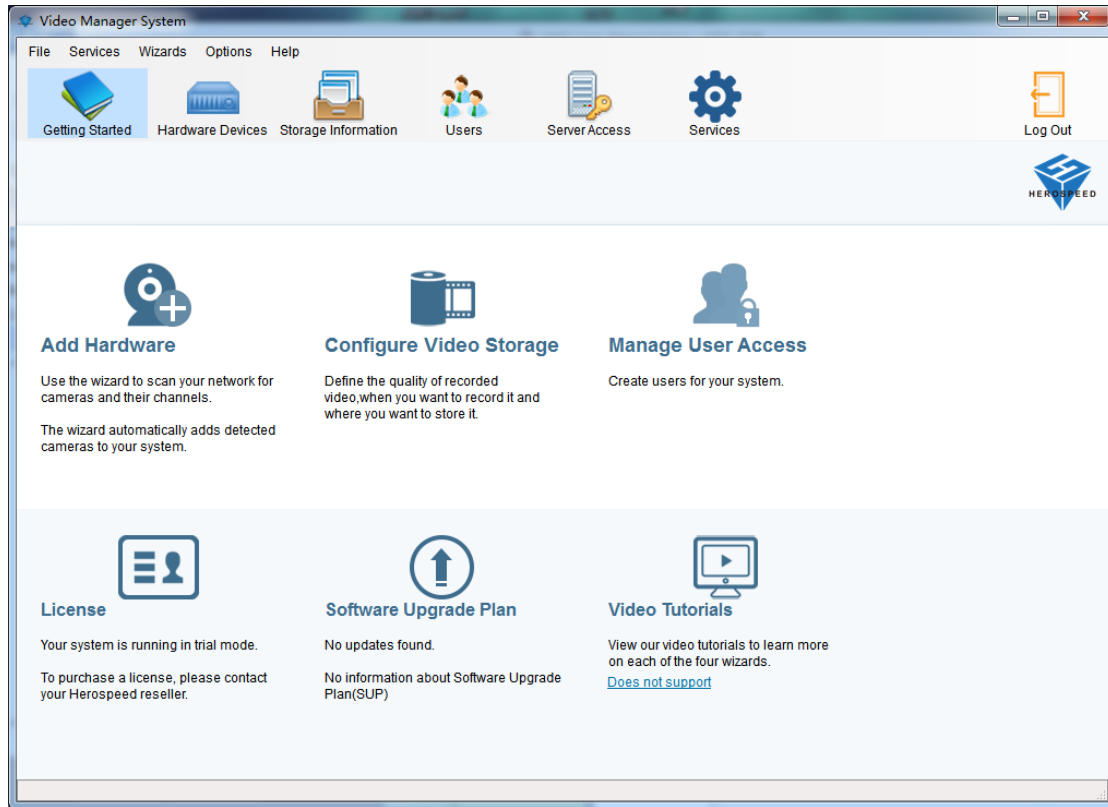 Video Manager System
File Services Wizards Options Help
Getting Started Hardware Devices Storage Information Users Server Access Services Log Out
HEROSPEED
Add Hardware
Use the wizard to scan your network for
cameras and their channels.
The wizard automatically adds detected
cameras to your system.
Configure Video Storage
Define the quality of recorded
video,when you want to record it and
where you want to store it.
Manage User Access
Create users for your system.
License
Your system is running in trial mode.
To purchase a license, please contact
your Herospeed reseller.
Software Upgrade Plan
No updates found.
No information about Software Upgrade
Plan(SUP)
Video Tutorials
View our video tutorials to learn more
on each of the four wizards.
Does not support